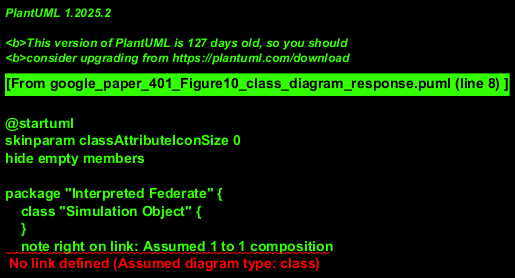 PlantUML 1.2025.2
<b>This version of PlantUML is 127 days old, so you should
<b>consider upgrading from https://plantuml.com/download
[From google_paper_401_Figure10_class_diagram_response.puml (line 8) ]
@startuml
skinparam classAttributeIconSize 0
hide empty members
package "Interpreted Federate" {
class "Simulation Object" {
}
note right on link: Assumed 1 to 1 composition
No link defined (Assumed diagram type: class)